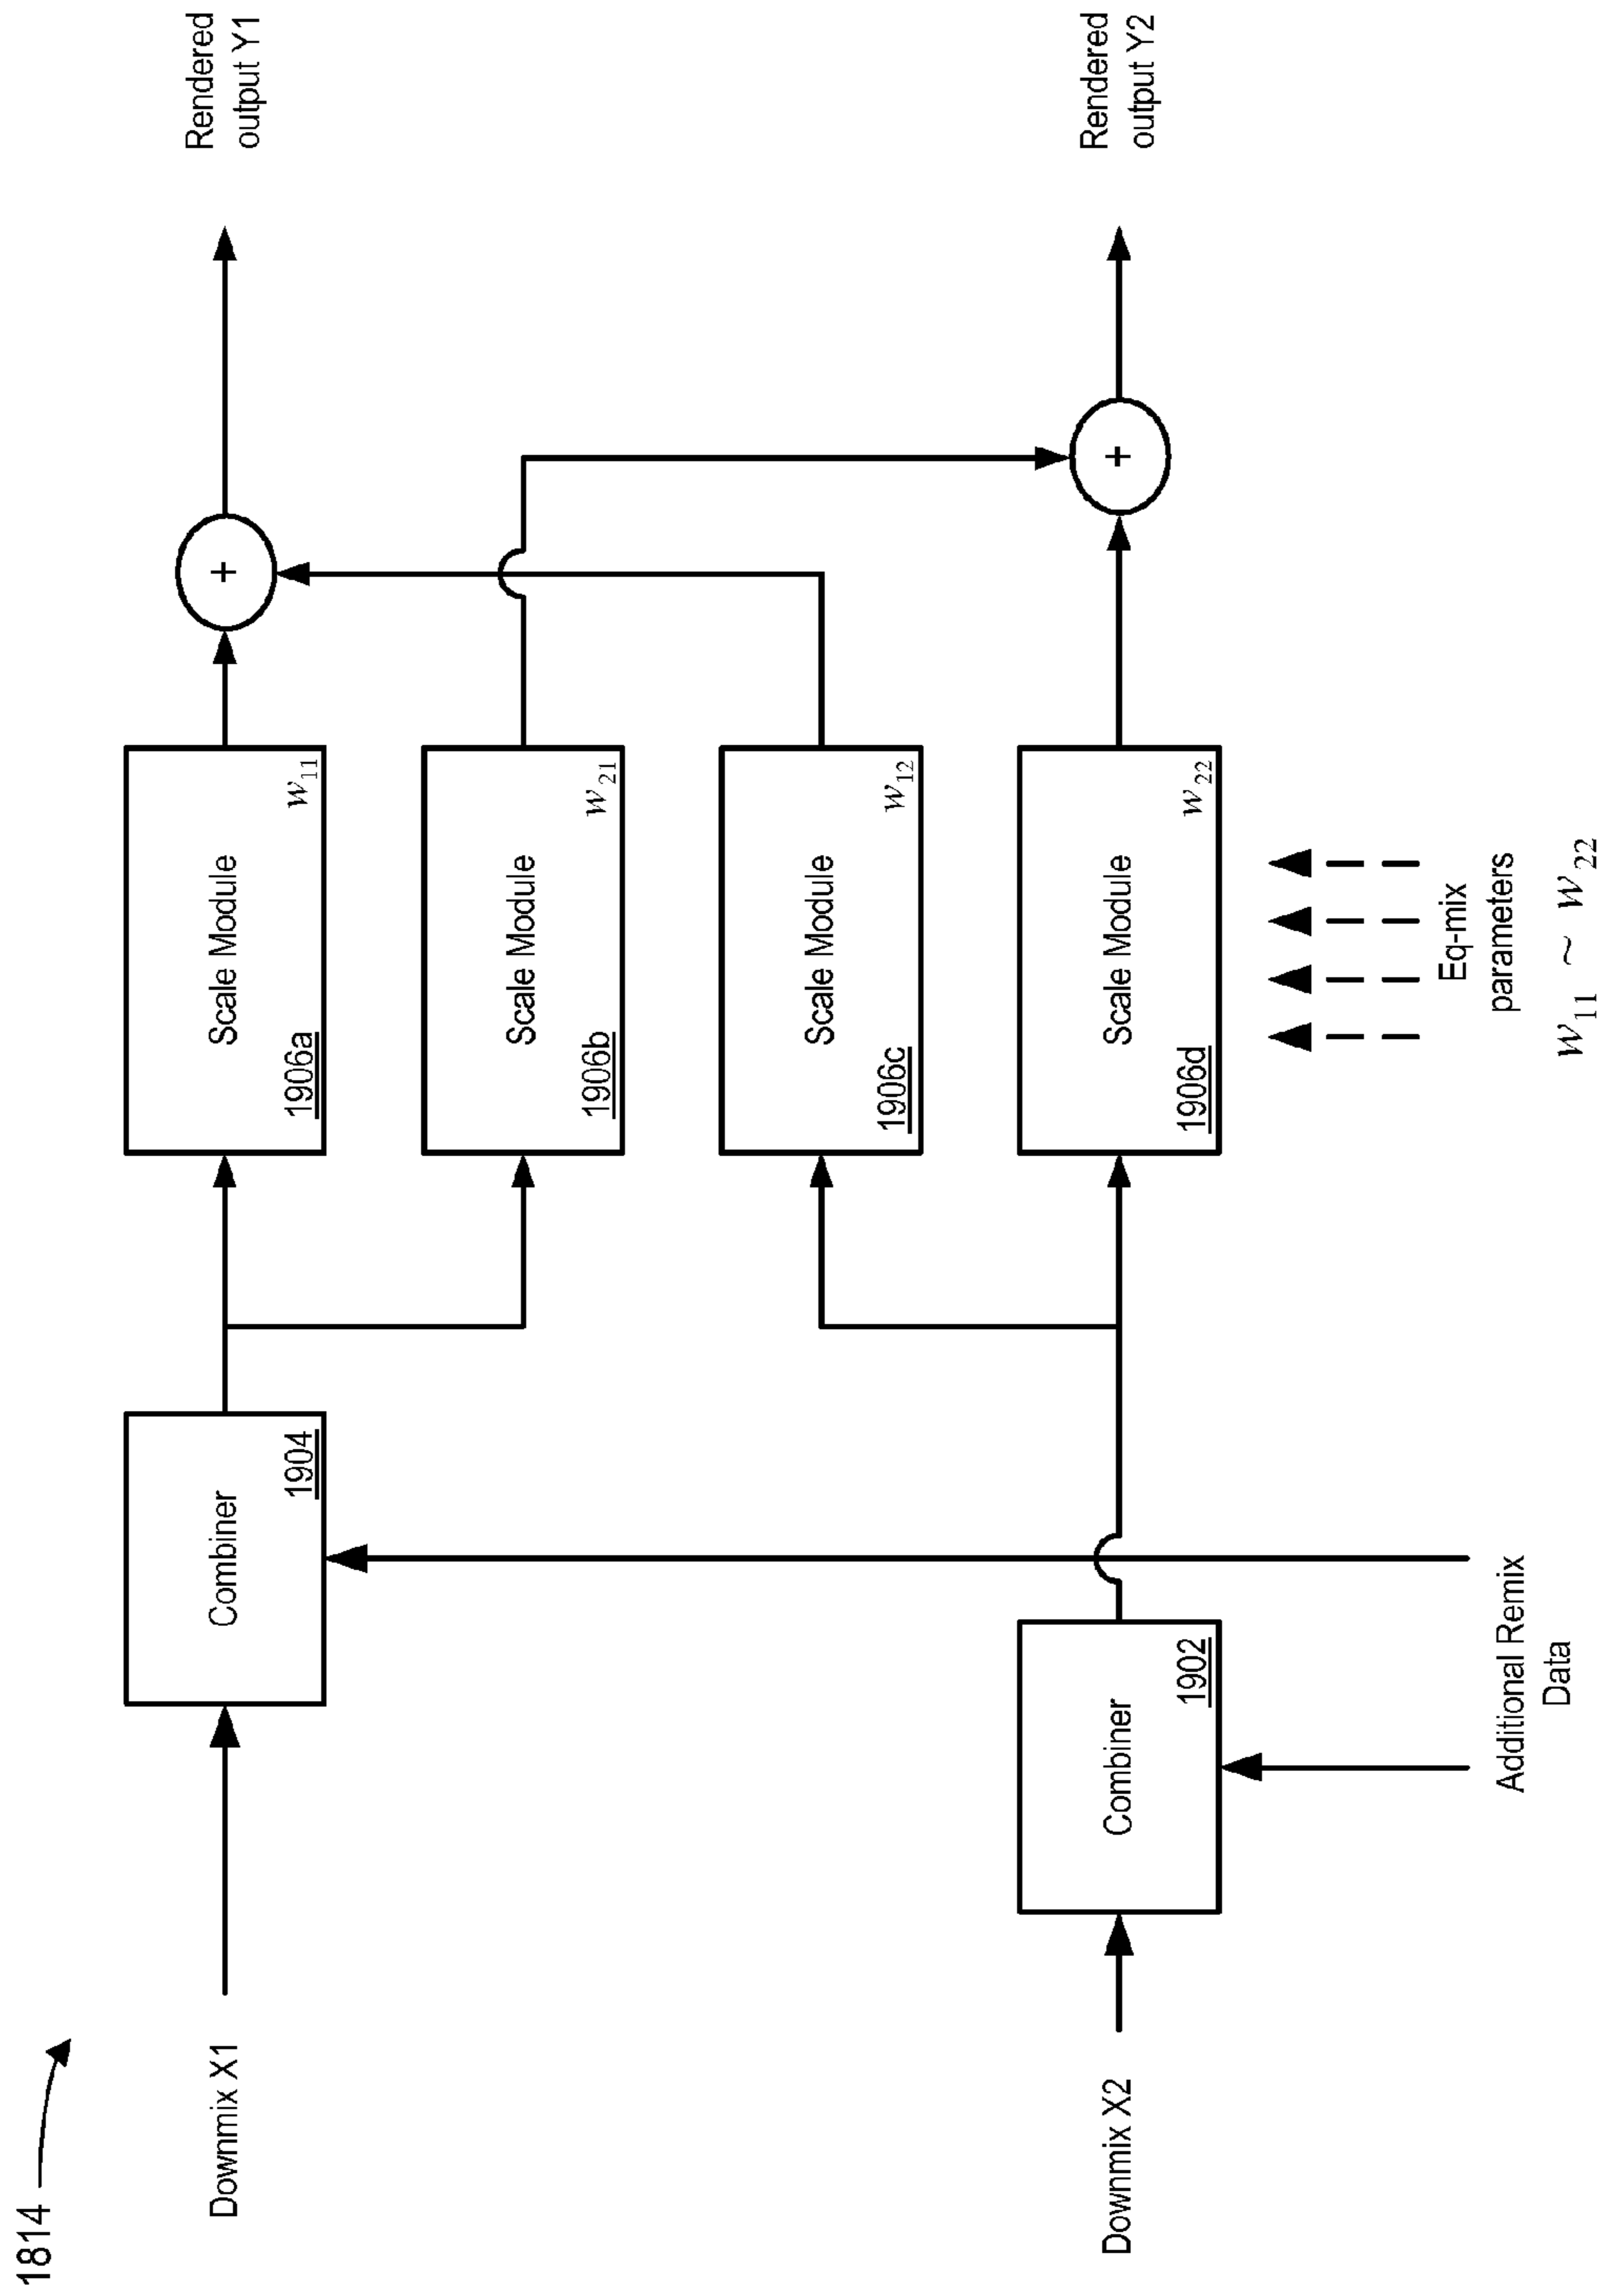 1814
Downmix X1
Combiner
1904
Scale Module
1906a
w11
Rendered
output Y1
+
Scale Module
1906b
w21
Scale Module
1906c
w12
Downmix X2
Combiner
1902
Scale Module
1906d
w22
+
Rendered
output Y2
Additional Remix
Data
Eq-mix
parameters
w11 ~ w22